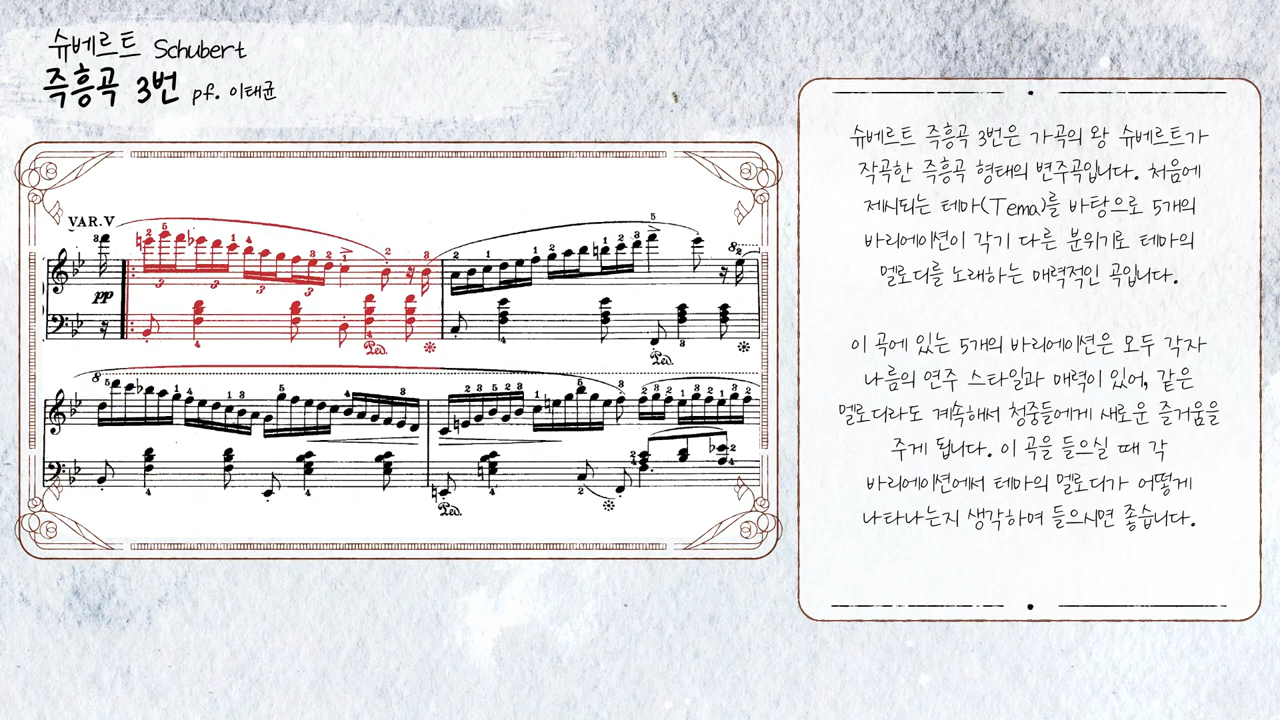 슈베르트 Schubert
즉흥곡 3번 pf. 이태균
VAR.V
pp
Ped.
Ped.
Ped.
슈베르트 즉흥곡 3번은 가곡의 왕 슈베르트가
작곡한 즉흥곡 형태의 변주곡입니다. 처음에
제시되는 테마(Tema)를 바탕으로 5개의
바리에이션이 각기 다른 분위기로 테마의
멜로디를 노래하는 매력적인 곡입니다.
이 곡에 있는 5개의 바리에이션은 모두 각자
나름의 연주 스타일과 매력이 있어, 같은
멜로디라도 계속해서 청중들에게 새로운 즐거움을
주게 됩니다. 이 곡을 들으실 때 각
바리에이션에서 테마의 멜로디가 어떻게
나타나는지 생각하여 들으시면 좋습니다.